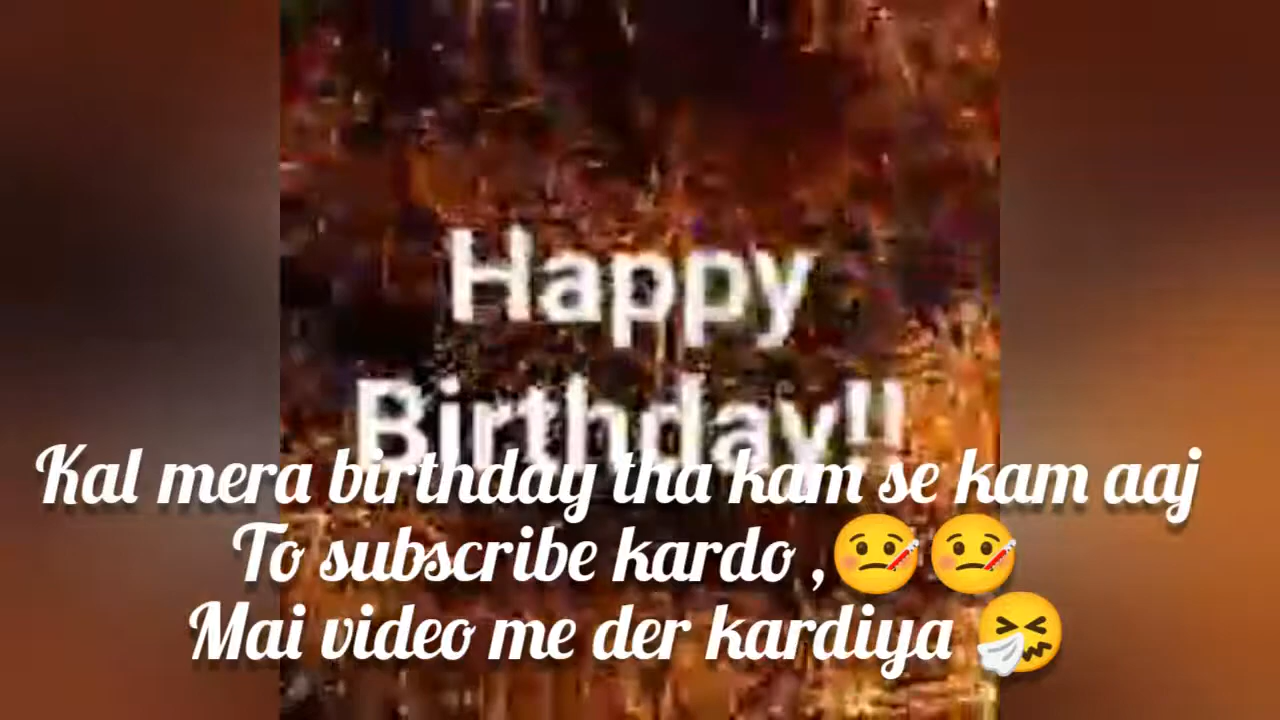 Happy
Birthday!!
Kal mera birthday tha kam se kam aaj
To subscribe kardo ,🤒🤒
Mai video me der kardiya 🤧